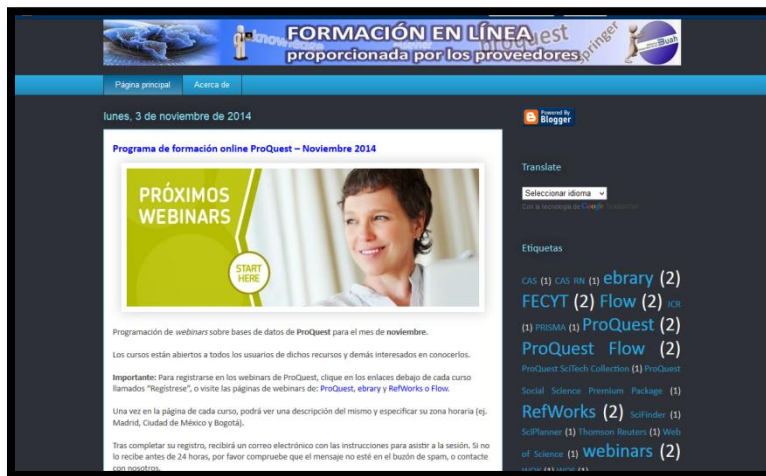 FORMACIÓN EN LÍNEA
proporcionada por los proveedores
Buah
Página principal
Acerca de
lunes, 3 de noviembre de 2014
Programa de formación online ProQuest – Noviembre 2014
PRÓXIMOS
WEBINARS
START
HERE
Programación de webinars sobre bases de datos de ProQuest para el mes de noviembre.
Los cursos están abiertos a todos los usuarios de dichos recursos y demás interesados en conocerlos.
Importante: Para registrarse en los webinars de ProQuest, clique en los enlaces debajo de cada curso
llamados "Regístrese", o visite las páginas de webinars de: ProQuest, ebrary y RefWorks o Flow.
Una vez en la página de cada curso, podrá ver una descripción del mismo y especificar su zona horaria (ej.
Madrid, Ciudad de México y Bogotá).
Tras completar su registro, recibirá un correo electrónico con las instrucciones para asistir a la sesión. Si no
lo recibe antes de 24 horas, por favor compruebe que el mensaje no esté en el buzón de spam, o contacte
con nosotros.
Powered By
Blogger
Translate
Seleccionar idioma
Con la tecnología de Google
Etiquetas
CAS (1) CAS RN (1) ebrary (2)
FECYT (2) Flow (2) JCR
(1) PRISMA (1) ProQuest (2)
ProQuest Flow (2)
ProQuest SciTech Collection (1) ProQuest
Social Science Premium Package (1)
RefWorks (2) SciFinder (1)
SciPlanner (1) Thomson Reuters (1) Web
of Science (1) webinars (2)